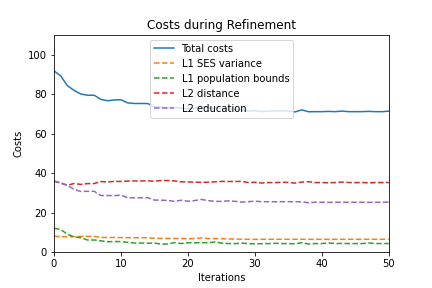 Costs during Refinement
100
80
60
40
20
0
Costs
Total costs
L1 SES variance
L1 population bounds
L2 distance
L2 education
0 10 20 30 40 50
Iterations